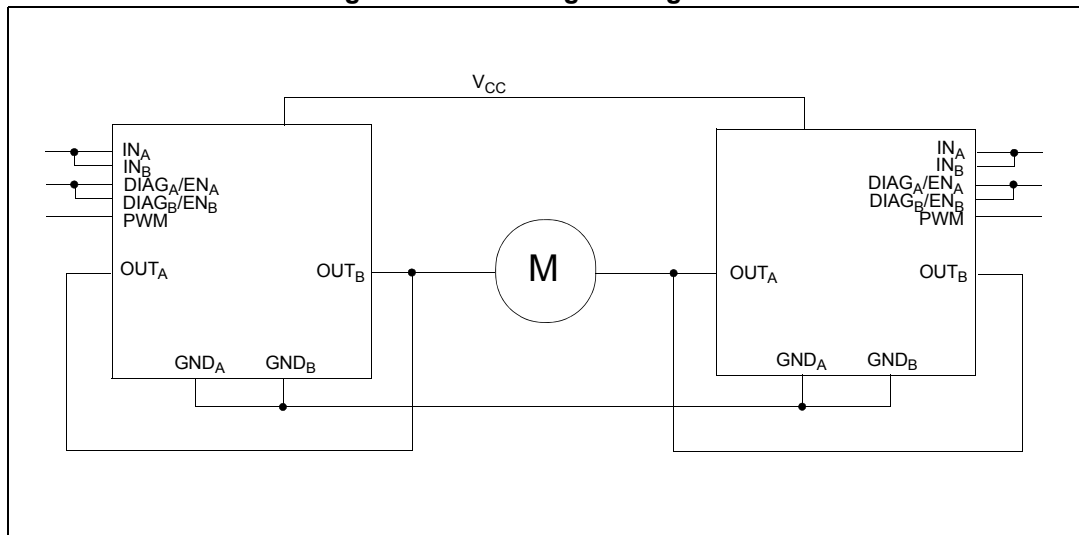 V_CC
IN_A
IN_B
DIAG_A/EN_A
DIAG_B/EN_B
PWM
OUT_A
OUT_B
GND_A
GND_B
M
IN_A
IN_B
DIAG_A/EN_A
DIAG_B/EN_B
PWM
OUT_A
OUT_B
GND_A
GND_B